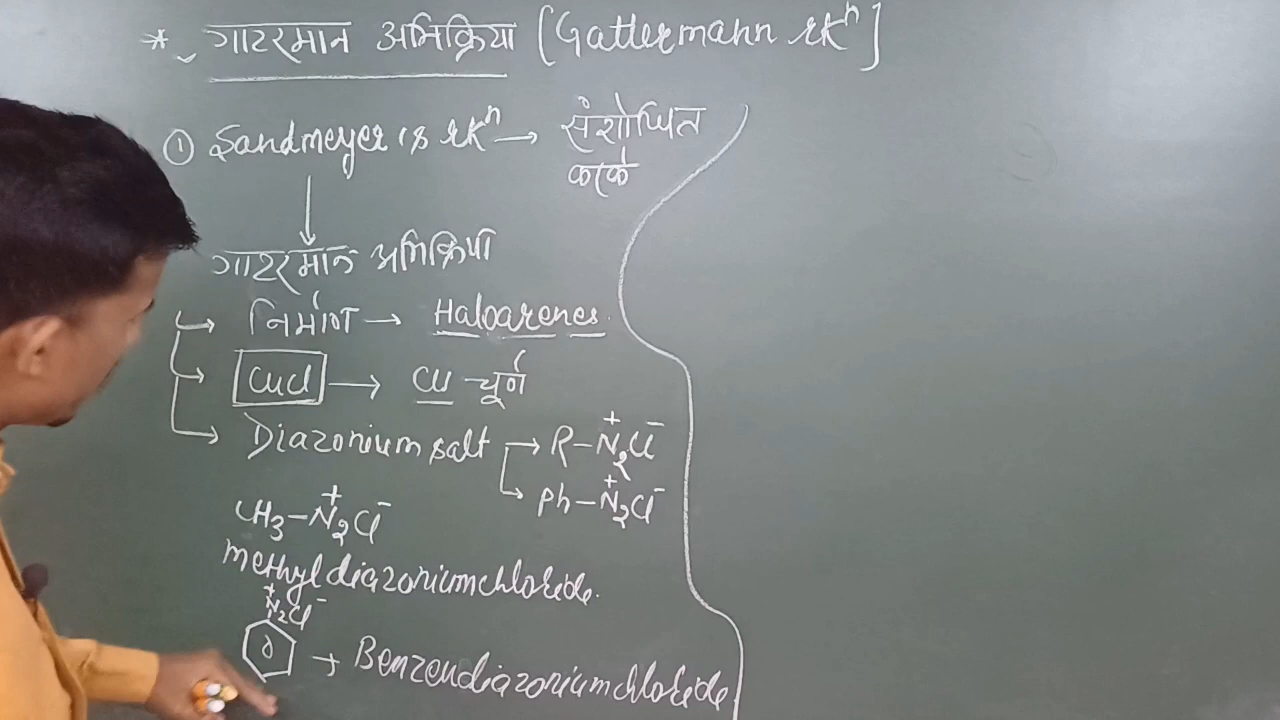 * गाटरमान अभिक्रिया [Gattermann rxⁿ]
① Sandmeyer's rxⁿ → संशोधित
करके
↓
गाटरमान अभिक्रिया
→ निर्माण → Haloarenes.
→ CuCl → Cu चूर्ण
→ Diazonium salt → R-N₂⁺Cl⁻
→ Ph-N₂⁺Cl⁻
CH₃-N₂⁺Cl⁻
methyldiazoniumchloride.
N₂⁺Cl⁻
→ Benzendiazoniumchloride